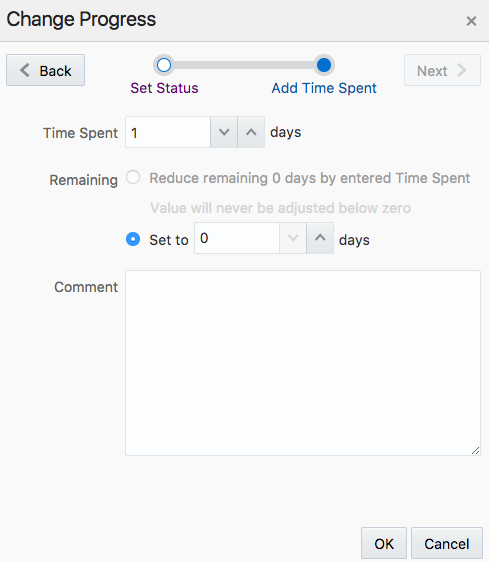 Change Progress ×
Back
Next
Set Status
Add Time Spent
Time Spent 1 days
Remaining Reduce remaining 0 days by entered Time Spent
Value will never be adjusted below zero
Set to 0 days
Comment
OK Cancel